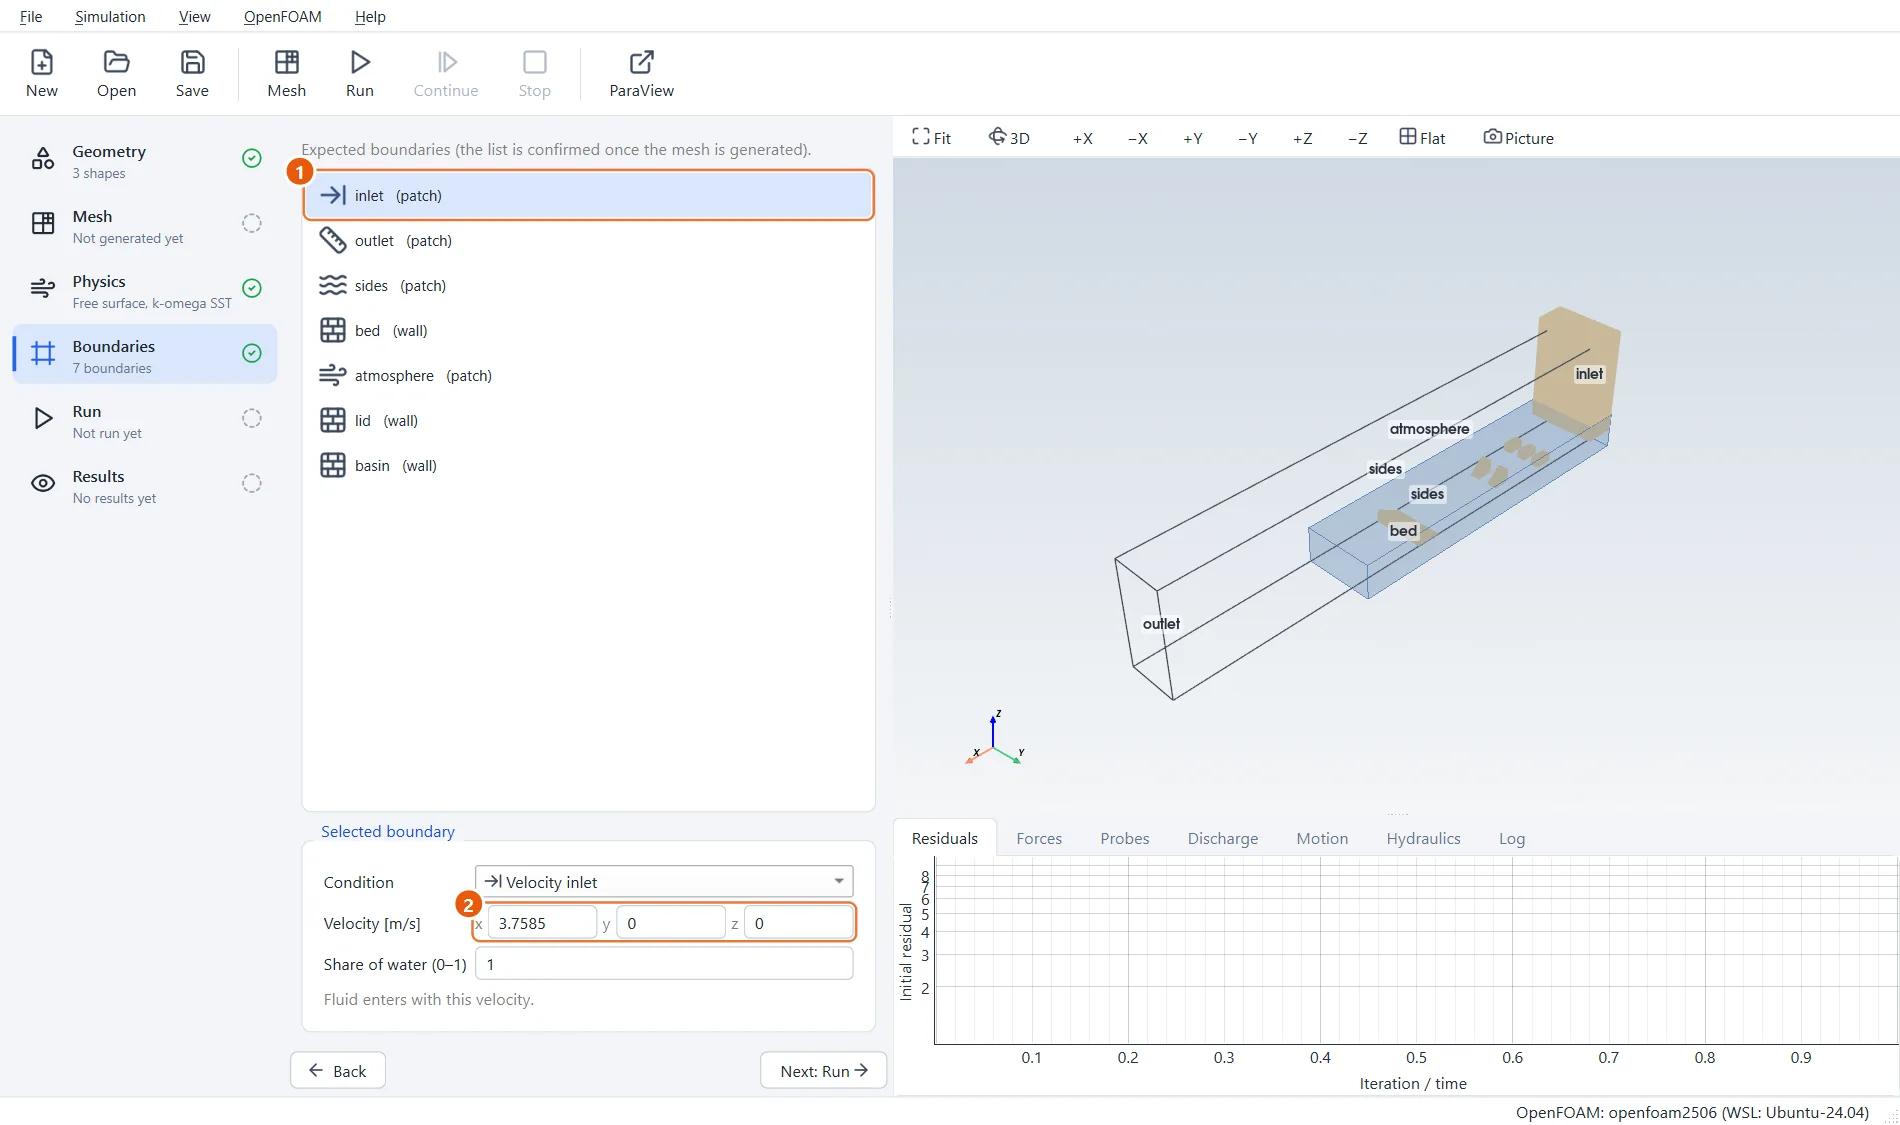 File Simulation View OpenFOAM Help
New Open Save Mesh Run Continue Stop ParaView
Geometry
3 shapes
Mesh
Not generated yet
Physics
Free surface, k-omega SST
Boundaries
7 boundaries
Run
Not run yet
Results
No results yet
Expected boundaries (the list is confirmed once the mesh is generated).
1
inlet (patch)
outlet (patch)
sides (patch)
bed (wall)
atmosphere (patch)
lid (wall)
basin (wall)
Selected boundary
Condition Velocity inlet
2
Velocity [m/s] x 3.7585 y 0 z 0
Share of water (0–1) 1
Fluid enters with this velocity.
Back Next: Run
Fit 3D +X −X +Y −Y +Z −Z Flat Picture
inlet
atmosphere
sides
sides
bed
outlet
Z
X Y
Residuals Forces Probes Discharge Motion Hydraulics Log
Initial residual
8
7
6
5
4
3
2
0.1 0.2 0.3 0.4 0.5 0.6 0.7 0.8 0.9
Iteration / time
OpenFOAM: openfoam2506 (WSL: Ubuntu-24.04)